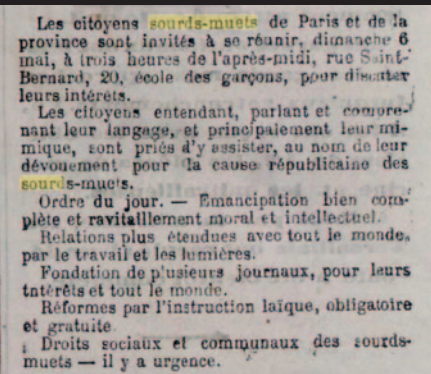 Les citoyens sourds-muets de Paris et de la
province sont invités à se réunir, dimanche 6
mai, à trois heures de l'après-midi, rue Saint-
Bernard, 20, école des garçons, pour discuter
leurs intérêts.
Les citoyens entendant, parlant et compre-
nant leur langage, et principalement leur mi-
mique, sont priés d'y assister, au nom de leur
dévouement pour la cause républicaine des
sourds-muets.
Ordre du jour. — Emancipation bien com-
plète et ravitaillement moral et intellectuel.
Relations plus étendues avec tout le monde,
par le travail et les lumières.
Fondation de plusieurs journaux, pour leurs
tntérêts et tout le monde.
Réformes par l'instruction laïque, obligatoire
et gratuite
Droits sociaux et communaux des sourds-
muets — il y a urgence.